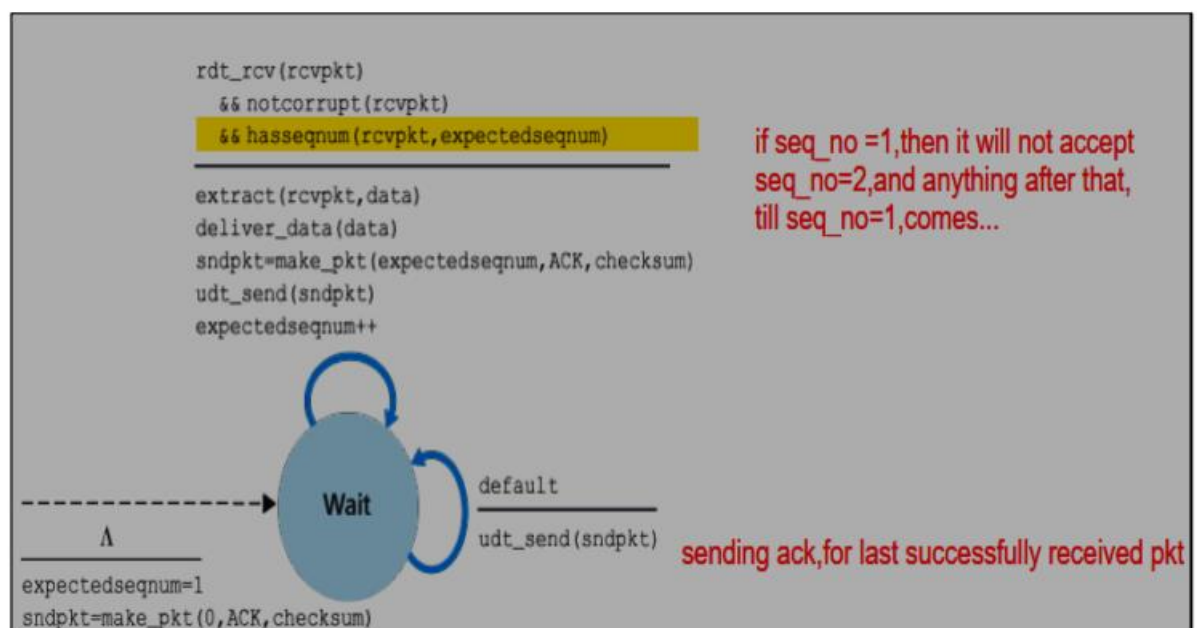 rdt_rcv(rcvpkt)
&& notcorrupt(rcvpkt)
&& hasseqnum(rcvpkt,expectedseqnum)
extract(rcvpkt,data)
deliver_data(data)
sndpkt=make_pkt(expectedseqnum,ACK,checksum)
udt_send(sndpkt)
expectedseqnum++
if seq_no =1,then it will not accept
seq_no=2,and anything after that,
till seq_no=1,comes...
Wait
default
udt_send(sndpkt)
sending ack,for last successfully received pkt
Λ
expectedseqnum=1
sndpkt=make_pkt(0,ACK,checksum)